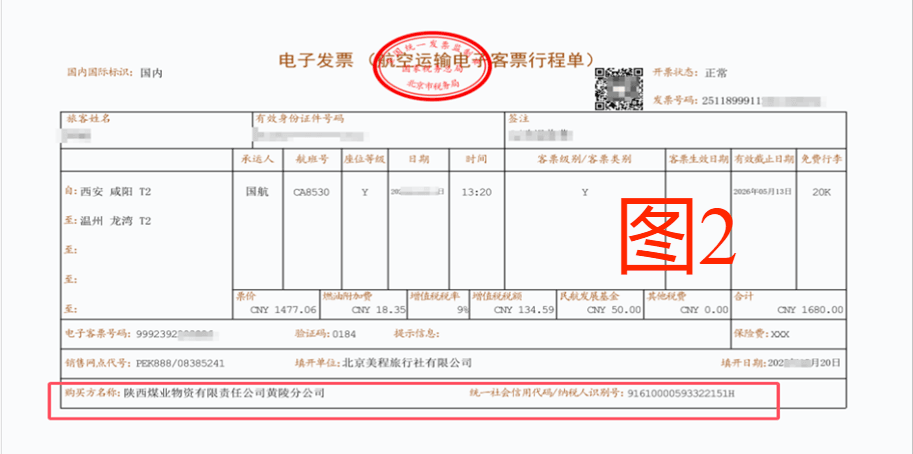 电子发票（航空运输电子客票行程单）
全国统一发票监制章
国家税务总局
北京市税务局
国内国际标识：国内
开票状态：正常
发票号码：2511899911
旅客姓名 有效身份证件号码 签注
承运人 航班号 座位等级 日期 时间 客票级别/客票类别 客票生效日期 有效截止日期 免费行李
自：西安 咸阳 T2 国航 CA8530 Y 13:20 Y 2026年05月13日 20K
至：温州 龙湾 T2
至：
至：
至：
票价 燃油附加费 增值税税率 增值税税额 民航发展基金 其他税费 合计
CNY 1477.06 CNY 18.35 9% CNY 134.59 CNY 50.00 CNY 0.00 CNY 1680.00
电子客票号码：9992392 验证码：0184 提示信息： 保险费：XXX
销售网点代号：PEK888/08385241 填开单位：北京美程旅行社有限公司 填开日期：202 月20日
购买方名称：陕西煤业物资有限责任公司黄陵分公司 统一社会信用代码/纳税人识别号：91610000593322151H
图2